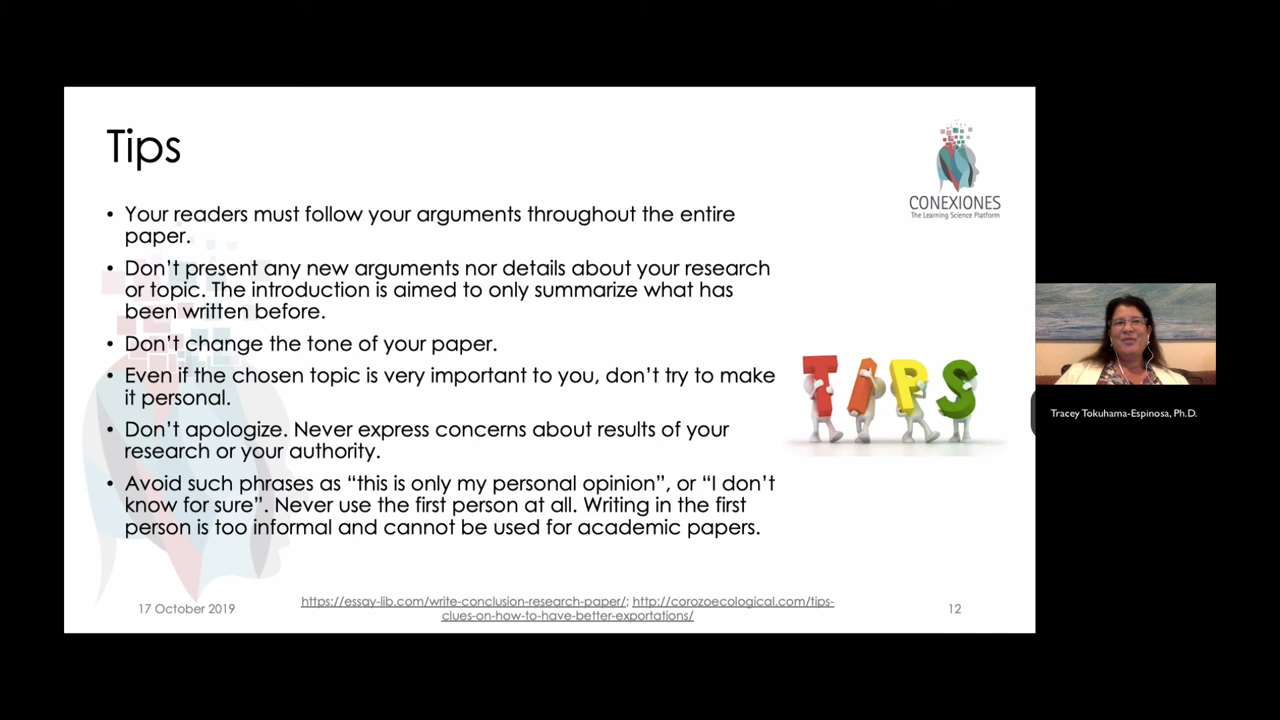 Tips
CONEXIONES
The Learning Science Platform
• Your readers must follow your arguments throughout the entire
paper.
• Don't present any new arguments nor details about your research
or topic. The introduction is aimed to only summarize what has
been written before.
• Don't change the tone of your paper.
• Even if the chosen topic is very important to you, don't try to make
it personal.
• Don't apologize. Never express concerns about results of your
research or your authority.
• Avoid such phrases as “this is only my personal opinion”, or “I don't
know for sure”. Never use the first person at all. Writing in the first
person is too informal and cannot be used for academic papers.
TIPS
Tracey Tokuhama-Espinosa, Ph.D.
17 October 2019
https://essay-lib.com/write-conclusion-research-paper/; http://corozoecological.com/tips-
clues-on-how-to-have-better-exportations/
12